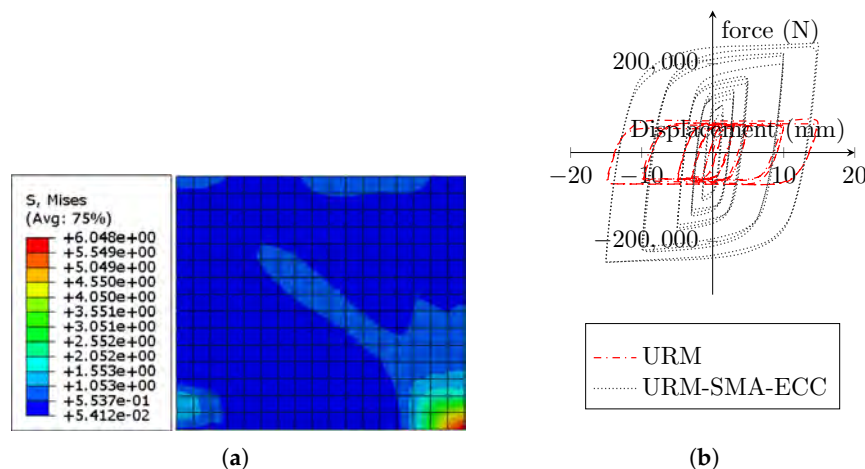 S, Mises
(Avg: 75%)
+6.048e+00
+5.549e+00
+5.049e+00
+4.550e+00
+4.050e+00
+3.551e+00
+3.051e+00
+2.552e+00
+2.052e+00
+1.553e+00
+1.053e+00
+5.537e-01
+5.412e-02
(a)
force (N)
200,000
Displacement (mm)
−20
−10
10
20
−200,000
URM
URM-SMA-ECC
(b)